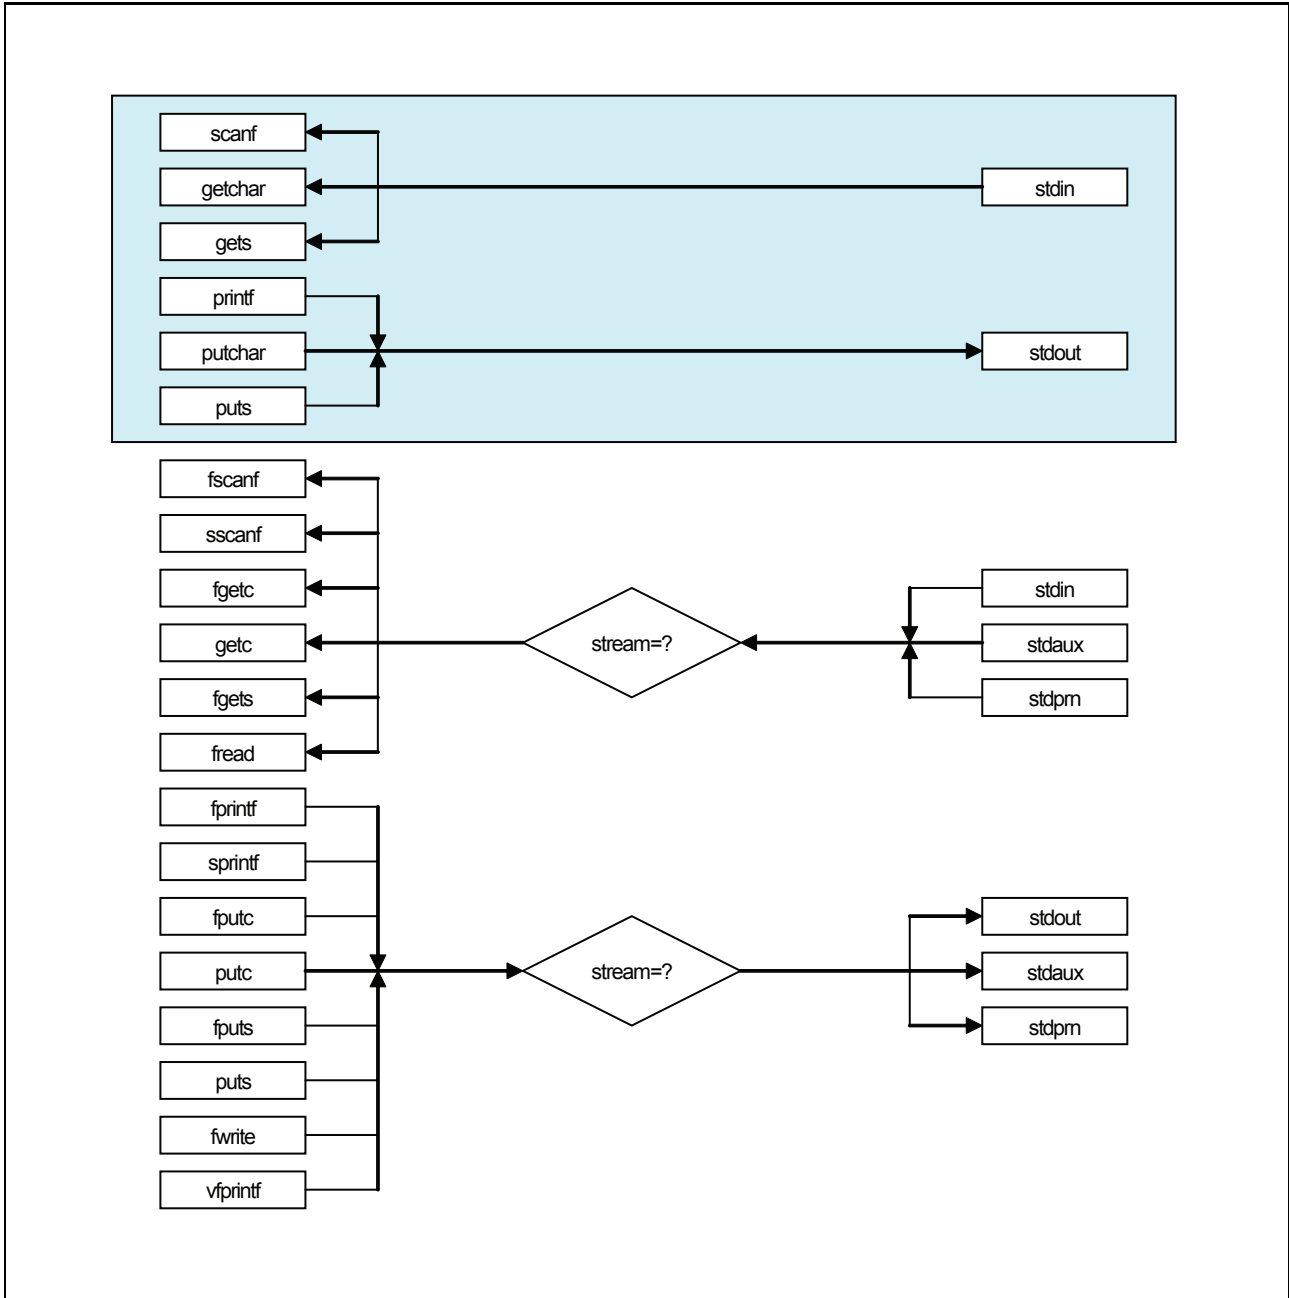 scanf
getchar
stdin
gets
printf
putchar
stdout
puts
fscanf
sscanf
fgetc
stdin
getc
stream=?
stdaux
fgets
stdprn
fread
fprintf
sprintf
fputc
stdout
putc
stream=?
stdaux
fputs
stdprn
puts
fwrite
vfprintf